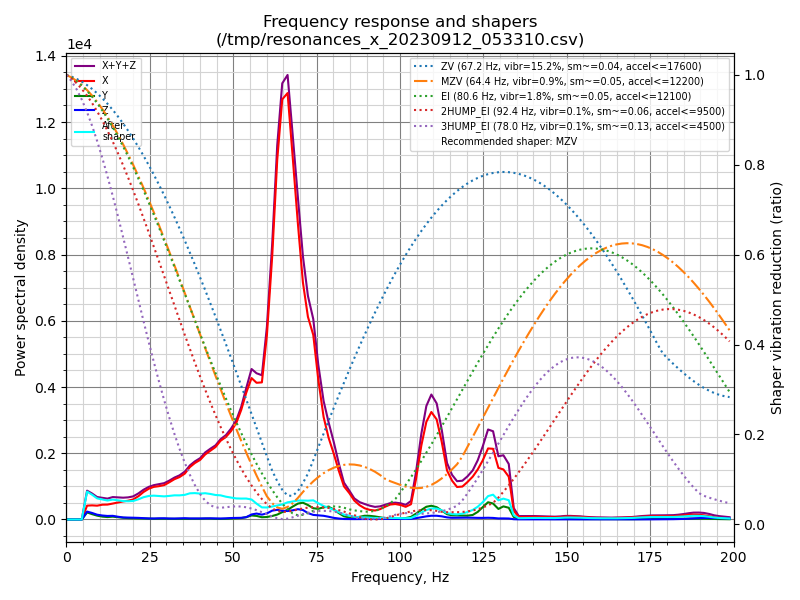 Frequency response and shapers
(/tmp/resonances_x_20230912_053310.csv)
1e4
X+Y+Z
X
Y
Z
After
shaper
ZV (67.2 Hz, vibr=15.2%, sm~=0.04, accel<=17600)
MZV (64.4 Hz, vibr=0.9%, sm~=0.05, accel<=12200)
EI (80.6 Hz, vibr=1.8%, sm~=0.05, accel<=12100)
2HUMP_EI (92.4 Hz, vibr=0.1%, sm~=0.06, accel<=9500)
3HUMP_EI (78.0 Hz, vibr=0.1%, sm~=0.13, accel<=4500)
Recommended shaper: MZV
Power spectral density
1.4
1.2
1.0
0.8
0.6
0.4
0.2
0.0
Shaper vibration reduction (ratio)
1.0
0.8
0.6
0.4
0.2
0.0
0 25 50 75 100 125 150 175 200
Frequency, Hz